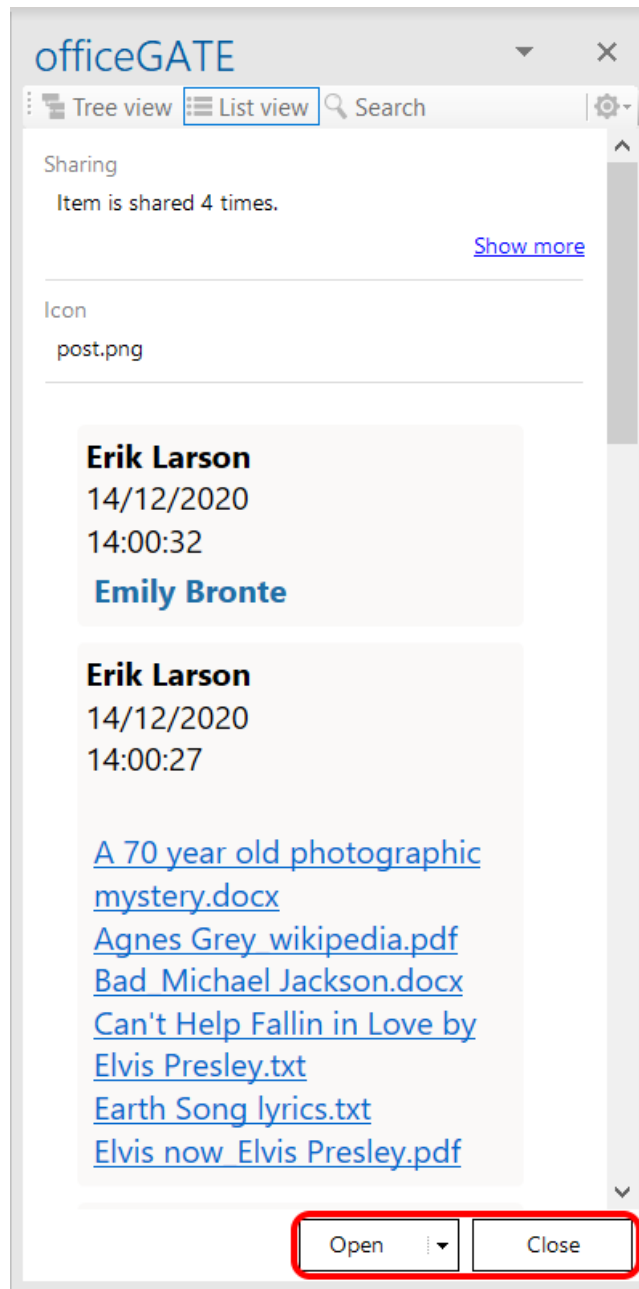 officeGATE
Tree view List view Search
Sharing
Item is shared 4 times.
Show more
Icon
post.png
Erik Larson
14/12/2020
14:00:32
Emily Bronte
Erik Larson
14/12/2020
14:00:27
A 70 year old photographic
mystery.docx
Agnes Grey_wikipedia.pdf
Bad_Michael Jackson.docx
Can't Help Fallin in Love by
Elvis Presley.txt
Earth Song lyrics.txt
Elvis now_Elvis Presley.pdf
Open Close